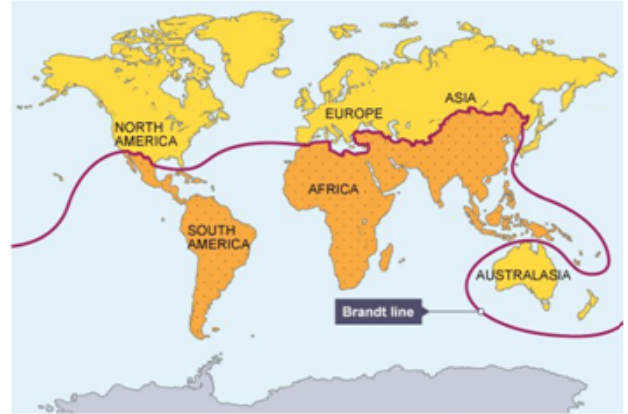 ASIA
EUROPE
NORTH
AMERICA
AFRICA
SOUTH
AMERICA
AUSTRALASIA
Brandt line